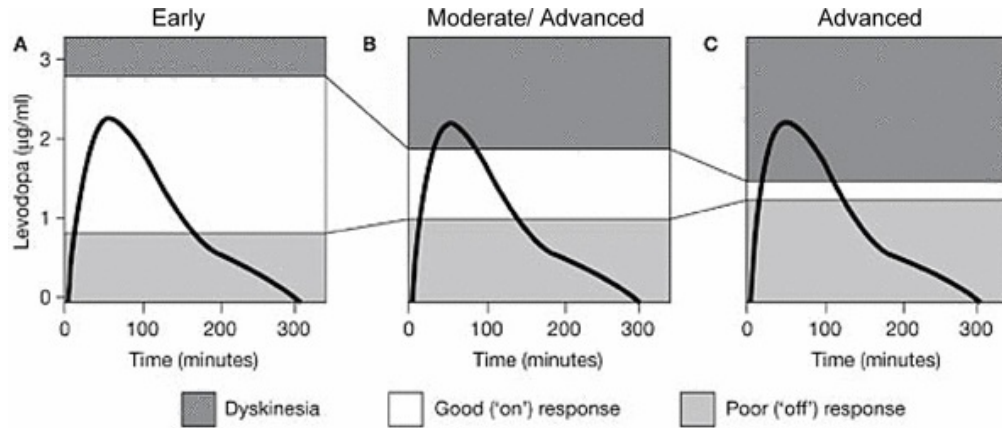 Early
Moderate/ Advanced
Advanced
A
B
C
Levodopa (µg/ml)
3
2
1
0
0 100 200 300
0 100 200 300
0 100 200 300
Time (minutes)
Time (minutes)
Time (minutes)
Dyskinesia
Good ('on') response
Poor ('off') response